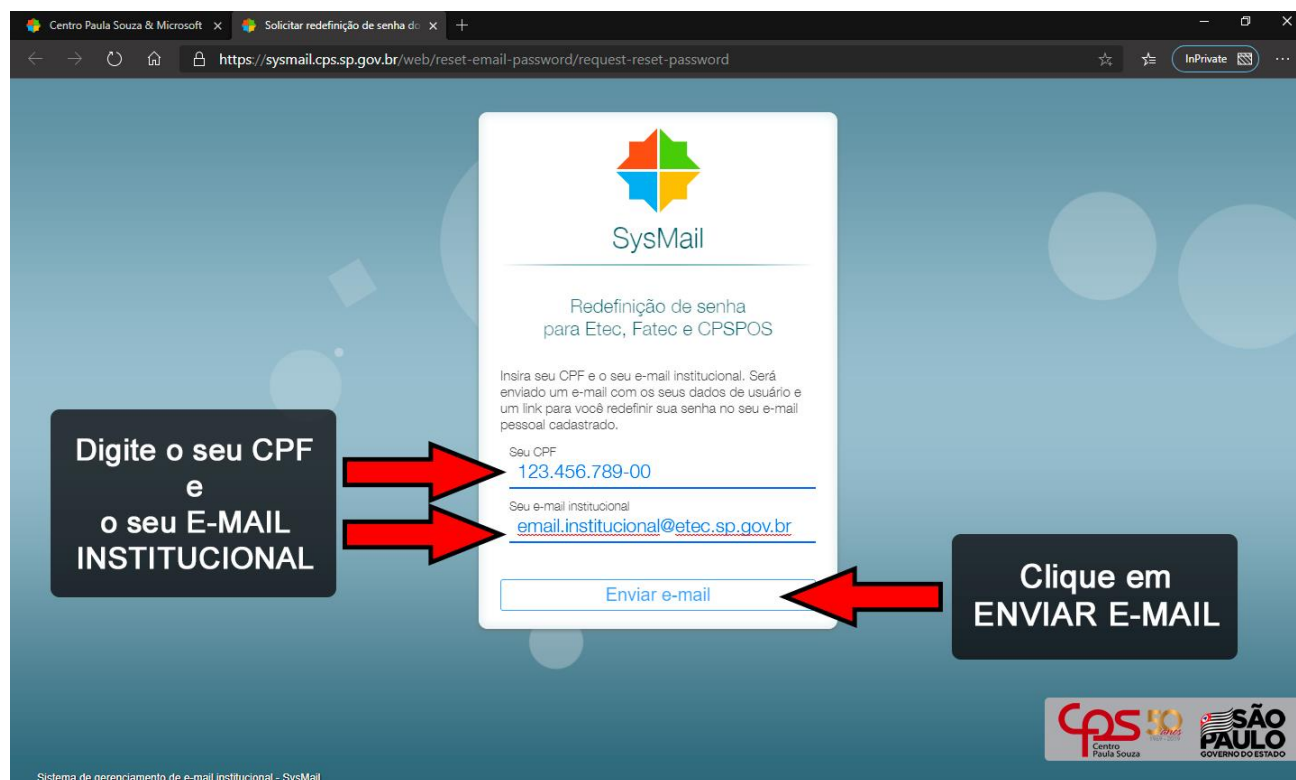 Centro Paula Souza & Microsoft
Solicitar redefinição de senha do
https://sysmail.cps.sp.gov.br/web/reset-email-password/request-reset-password
InPrivate
SysMail
Redefinição de senha
para Etec, Fatec e CPSPOS
Insira seu CPF e o seu e-mail institucional. Será
enviado um e-mail com os seus dados de usuário e
um link para você redefinir sua senha no seu e-mail
pessoal cadastrado.
Digite o seu CPF
e
o seu E-MAIL
INSTITUCIONAL
Seu CPF
123.456.789-00
Seu e-mail institucional
email.institucional@etec.sp.gov.br
Enviar e-mail
Clique em
ENVIAR E-MAIL
CPS
Centro
Paula Souza
50
anos
SÃO
PAULO
GOVERNO DO ESTADO
Sistema de gerenciamento de e-mail institucional - SysMail